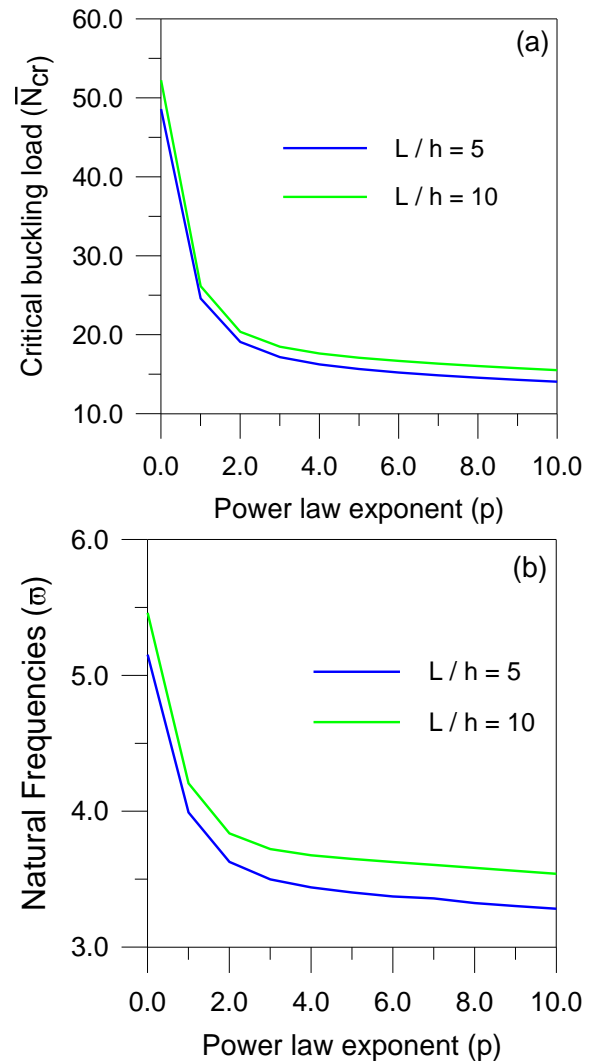 (a)
60.0
50.0
40.0
30.0
20.0
10.0
Critical buckling load (N̅cr)
L / h = 5
L / h = 10
0.0 2.0 4.0 6.0 8.0 10.0
Power law exponent (p)
(b)
6.0
5.0
4.0
3.0
Natural Frequencies (ϖ)
L / h = 5
L / h = 10
0.0 2.0 4.0 6.0 8.0 10.0
Power law exponent (p)